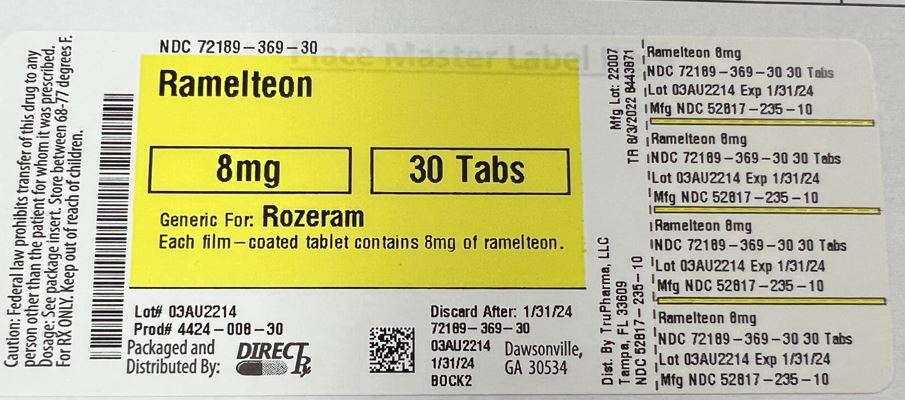 Caution: Federal law prohibits transfer of this drug to any
person other than the patient for whom it was prescribed.
Dosage: See package insert. Store between 68-77 degrees F.
For RX ONLY. Keep out of reach of children.
NDC 72189-369-30
Place Master Label
Ramelteon
8mg
30 Tabs
Generic For: Rozeram
Each film-coated tablet contains 8mg of ramelteon.
Lot# 03AU2214
Prod# 4424-008-30
Packaged and
Distributed By:
DIRECT Rx
Discard After: 1/31/24
72189-369-30
03AU2214
1/31/24
BOCK2
Dawsonville,
GA 30534
Mfg Lot: 22007
TR 8/3/2022 8443871
Dist. By TruPharma, LLC
Tampa, FL 33609
NDC 52817-235-10
Ramelteon 8mg
NDC 72189-369-30 30 Tabs
Lot 03AU2214 Exp 1/31/24
Mfg NDC 52817-235-10
Ramelteon 8mg
NDC 72189-369-30 30 Tabs
Lot 03AU2214 Exp 1/31/24
Mfg NDC 52817-235-10
Ramelteon 8mg
NDC 72189-369-30 30 Tabs
Lot 03AU2214 Exp 1/31/24
Mfg NDC 52817-235-10
Ramelteon 8mg
NDC 72189-369-30 30 Tabs
Lot 03AU2214 Exp 1/31/24
Mfg NDC 52817-235-10